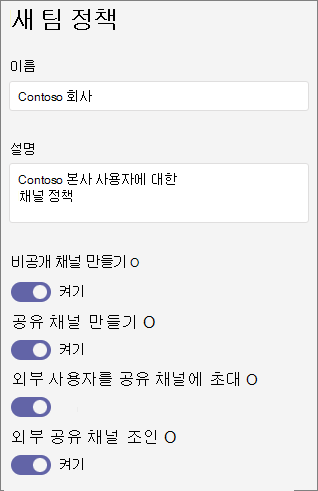 새 팀 정책
이름
Contoso 회사
설명
Contoso 본사 사용자에 대한
채널 정책
비공개 채널 만들기 O
켜기
공유 채널 만들기 O
켜기
외부 사용자를 공유 채널에 초대 O
외부 공유 채널 조인 O
켜기